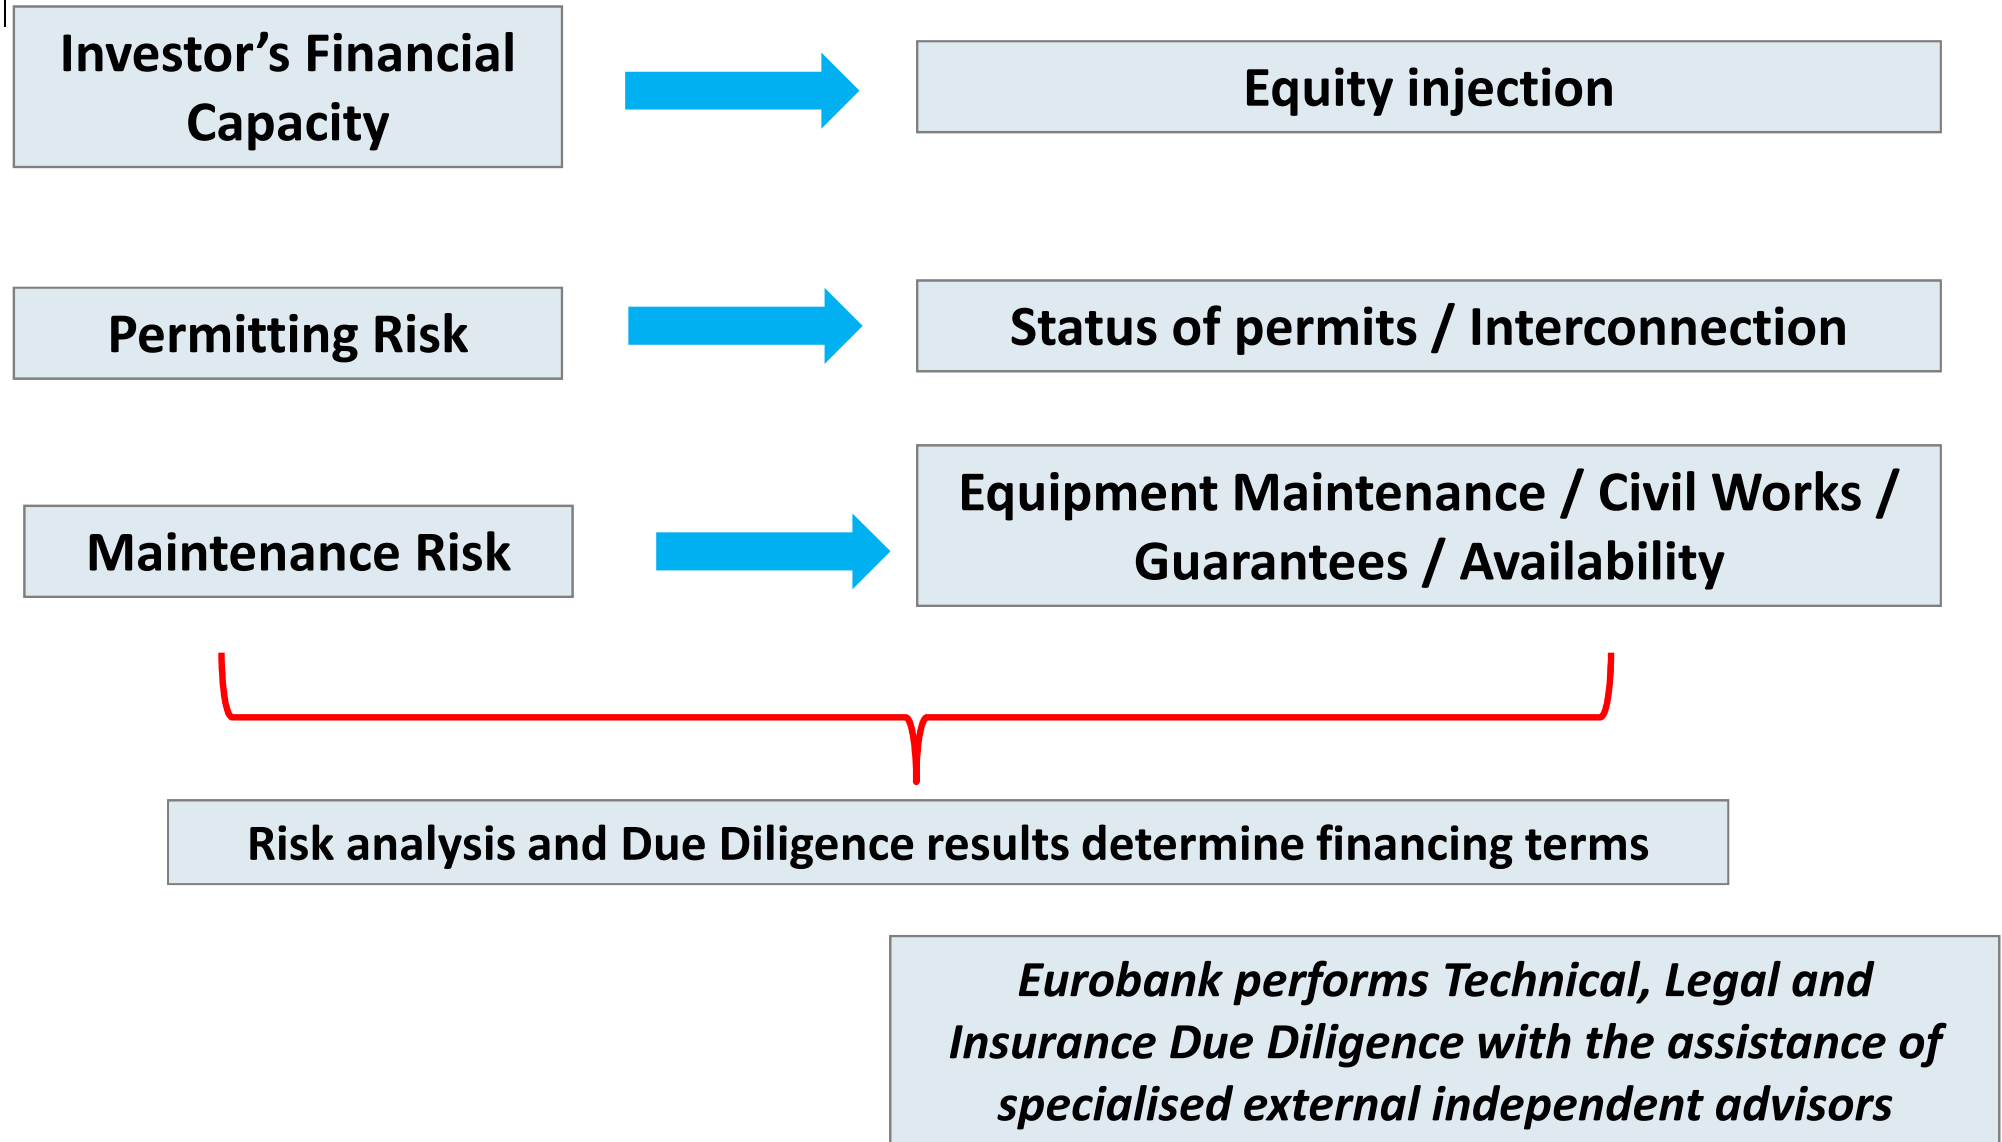 Investor’s Financial
Capacity
Equity injection
Permitting Risk
Status of permits / Interconnection
Maintenance Risk
Equipment Maintenance / Civil Works /
Guarantees / Availability
Risk analysis and Due Diligence results determine financing terms
Eurobank performs Technical, Legal and
Insurance Due Diligence with the assistance of
specialised external independent advisors